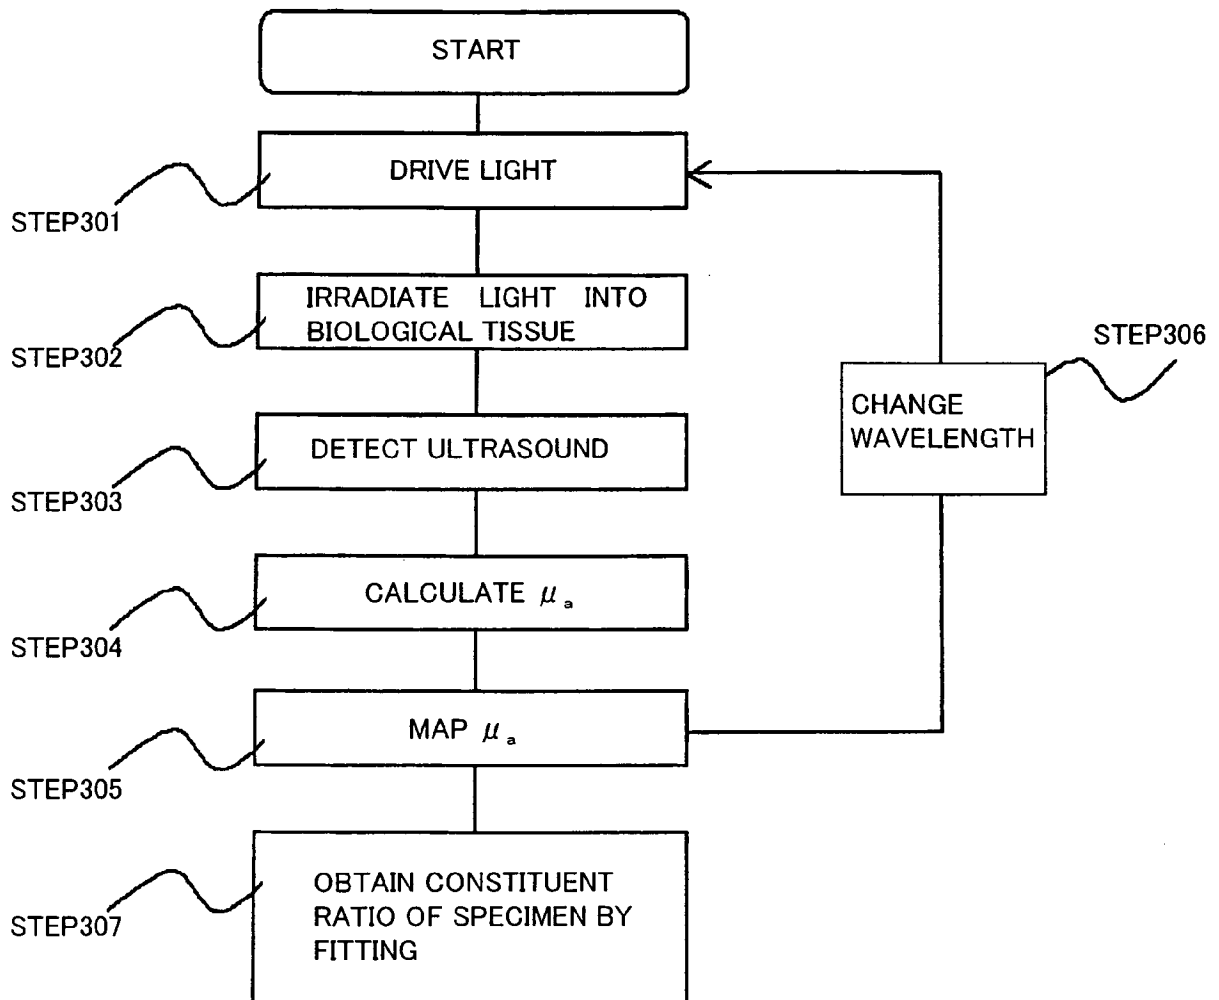 START
DRIVE LIGHT
STEP301
IRRADIATE LIGHT INTO
BIOLOGICAL TISSUE
STEP302
STEP306
CHANGE
WAVELENGTH
DETECT ULTRASOUND
STEP303
CALCULATE μa
STEP304
MAP μa
STEP305
OBTAIN CONSTITUENT
RATIO OF SPECIMEN BY
FITTING
STEP307